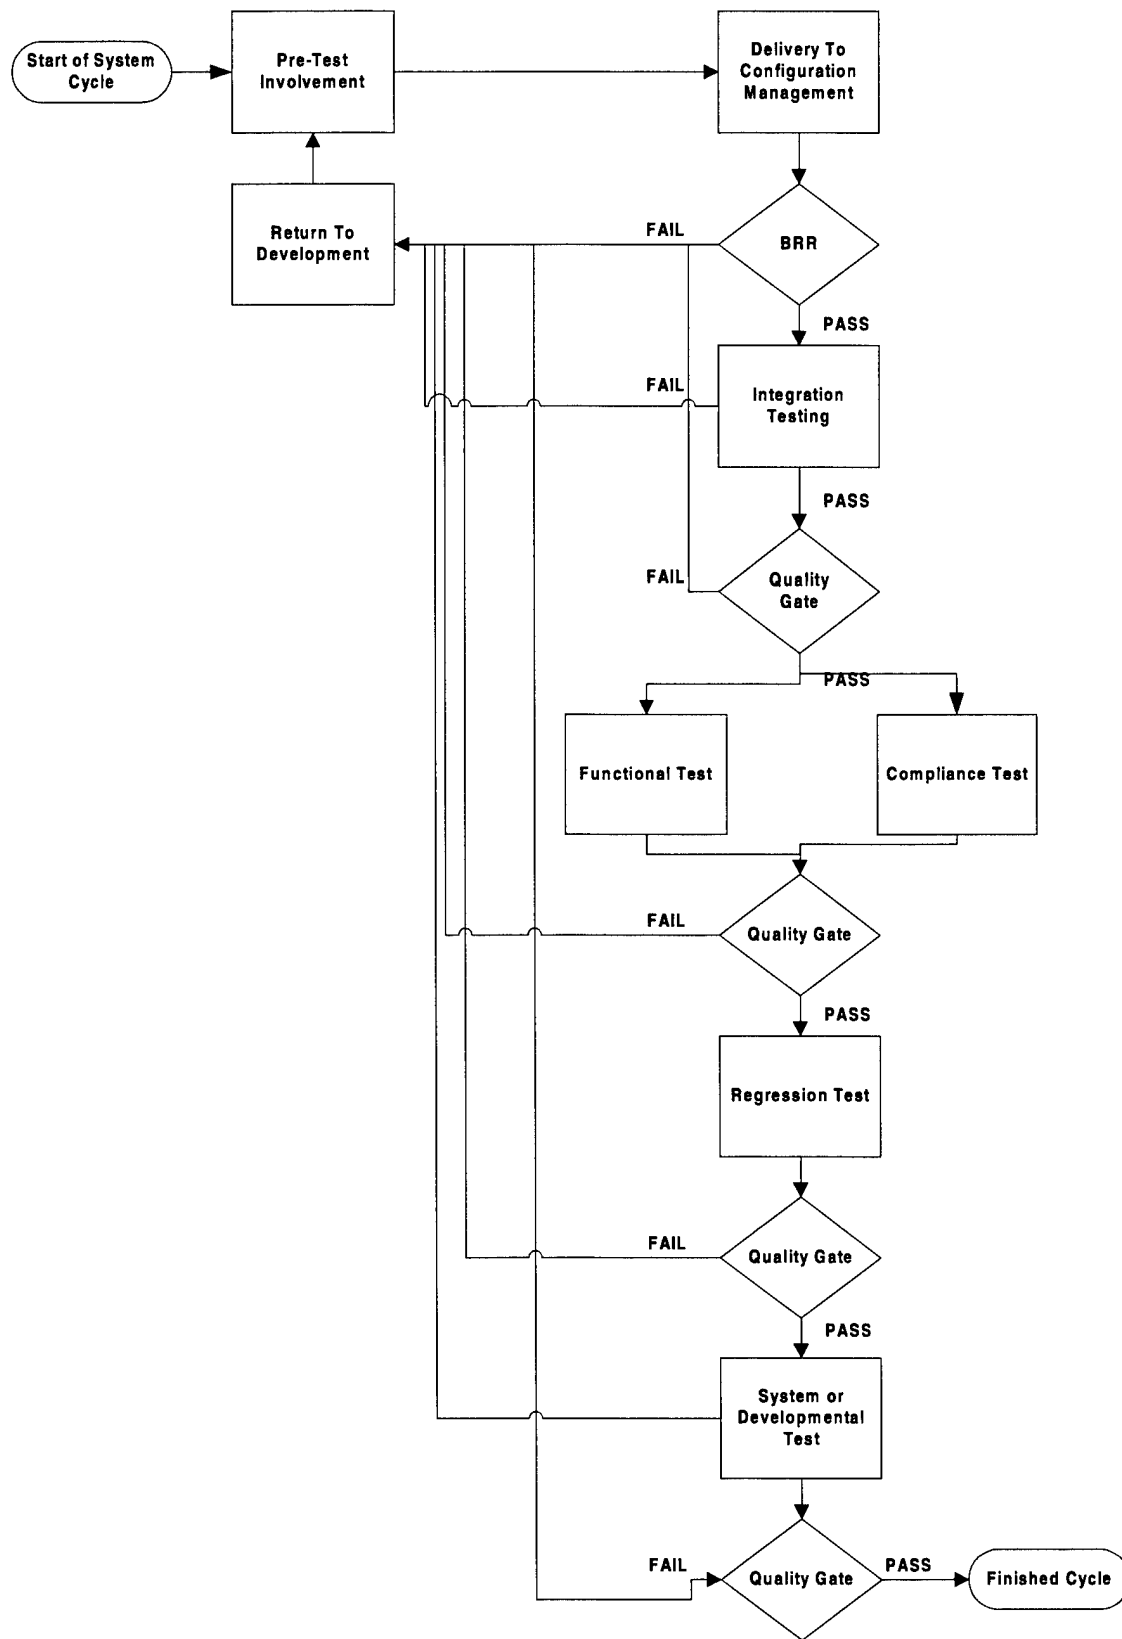 Start of System
Cycle
Pre-Test
Involvement
Delivery To
Configuration
Management
Return To
Development
FAIL
BRR
PASS
FAIL
Integration
Testing
PASS
FAIL
Quality
Gate
PASS
Functional Test
Compliance Test
FAIL
Quality Gate
PASS
Regression Test
FAIL
Quality Gate
PASS
System or
Developmental
Test
FAIL
Quality Gate
PASS
Finished Cycle